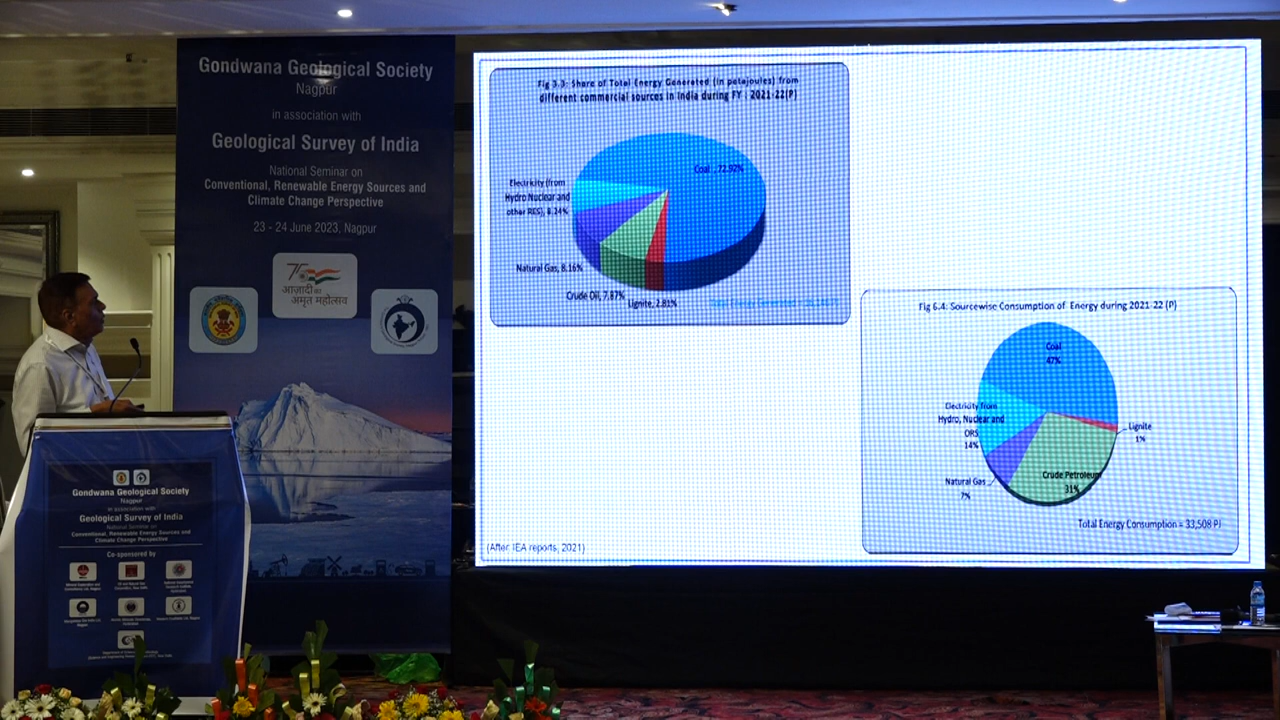 Gondwana Geological Society
Nagpur
in association with
Geological Survey of India
National Seminar on
Conventional, Renewable Energy Sources and
Climate Change Perspective
23 - 24 June 2023, Nagpur
75
आज़ादी का
अमृत महोत्सव
Fig 3.3: Share of Total Energy Generated (in petajoules) from
different commercial sources in India during FY : 2021-22(P)
Coal , 72.92%
Electricity (from
Hydro Nuclear and
other RES), 8.24%
Natural Gas, 8.16%
Crude Oil, 7.87%
Lignite, 2.81%
Total Energy Generated =
Fig 6.4: Sourcewise Consumption of Energy during 2021-22 (P)
Coal
47%
Electricity from
Hydro, Nuclear and
ORS
14%
Lignite
1%
Natural Gas
7%
Crude Petroleum
31%
Total Energy Consumption = 33,508 PJ
(After IEA reports, 2021)
Gondwana Geological Society
Nagpur
in association with
Geological Survey of India
National Seminar on
Conventional, Renewable Energy Sources and
Climate Change Perspective
Co-sponsored by